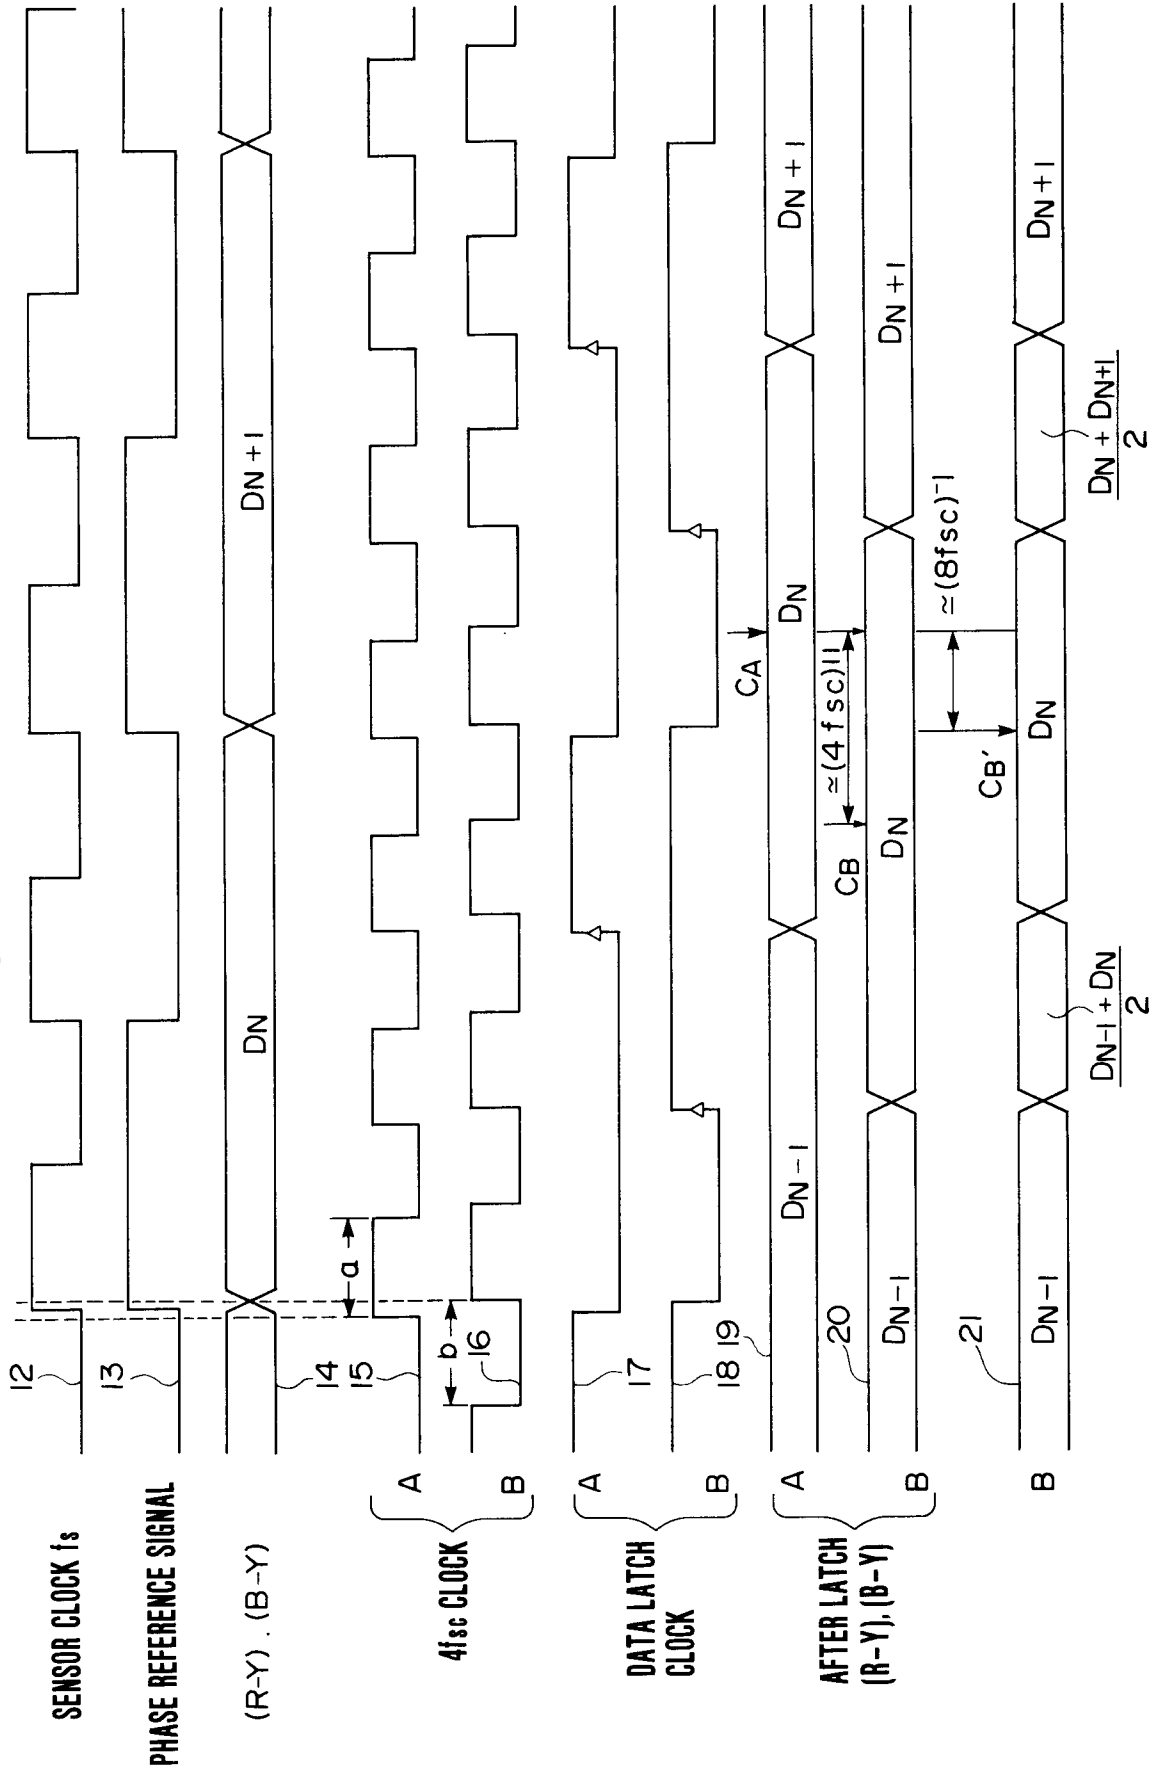 SENSOR CLOCK fs
12
PHASE REFERENCE SIGNAL
13
(R-Y) . (B-Y)
14
DN
DN+1
4fsc CLOCK
A
15
a
B
16
b
DATA LATCH
CLOCK
A
17
B
18
AFTER LATCH
(R-Y),(B-Y)
A
19
DN-1
CA
DN
DN+1
≃(4fsc)
B
20
DN-1
CB
DN
DN+1
≃(8fsc)-1
B
21
DN-1
CB'
DN
DN+1
DN-1 + DN
2
DN + DN+1
2